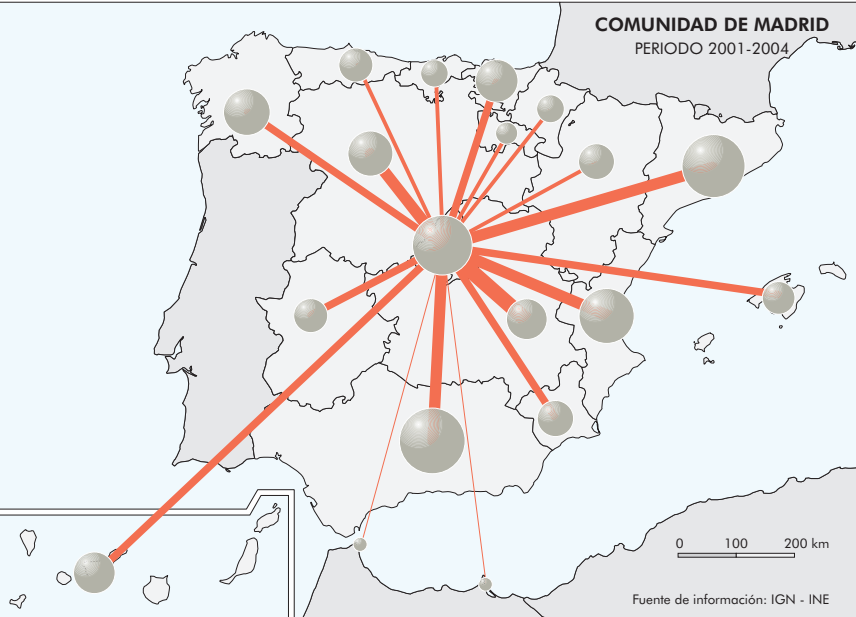 COMUNIDAD DE MADRID
PERIODO 2001-2004
0 100 200 km
Fuente de información: IGN - INE